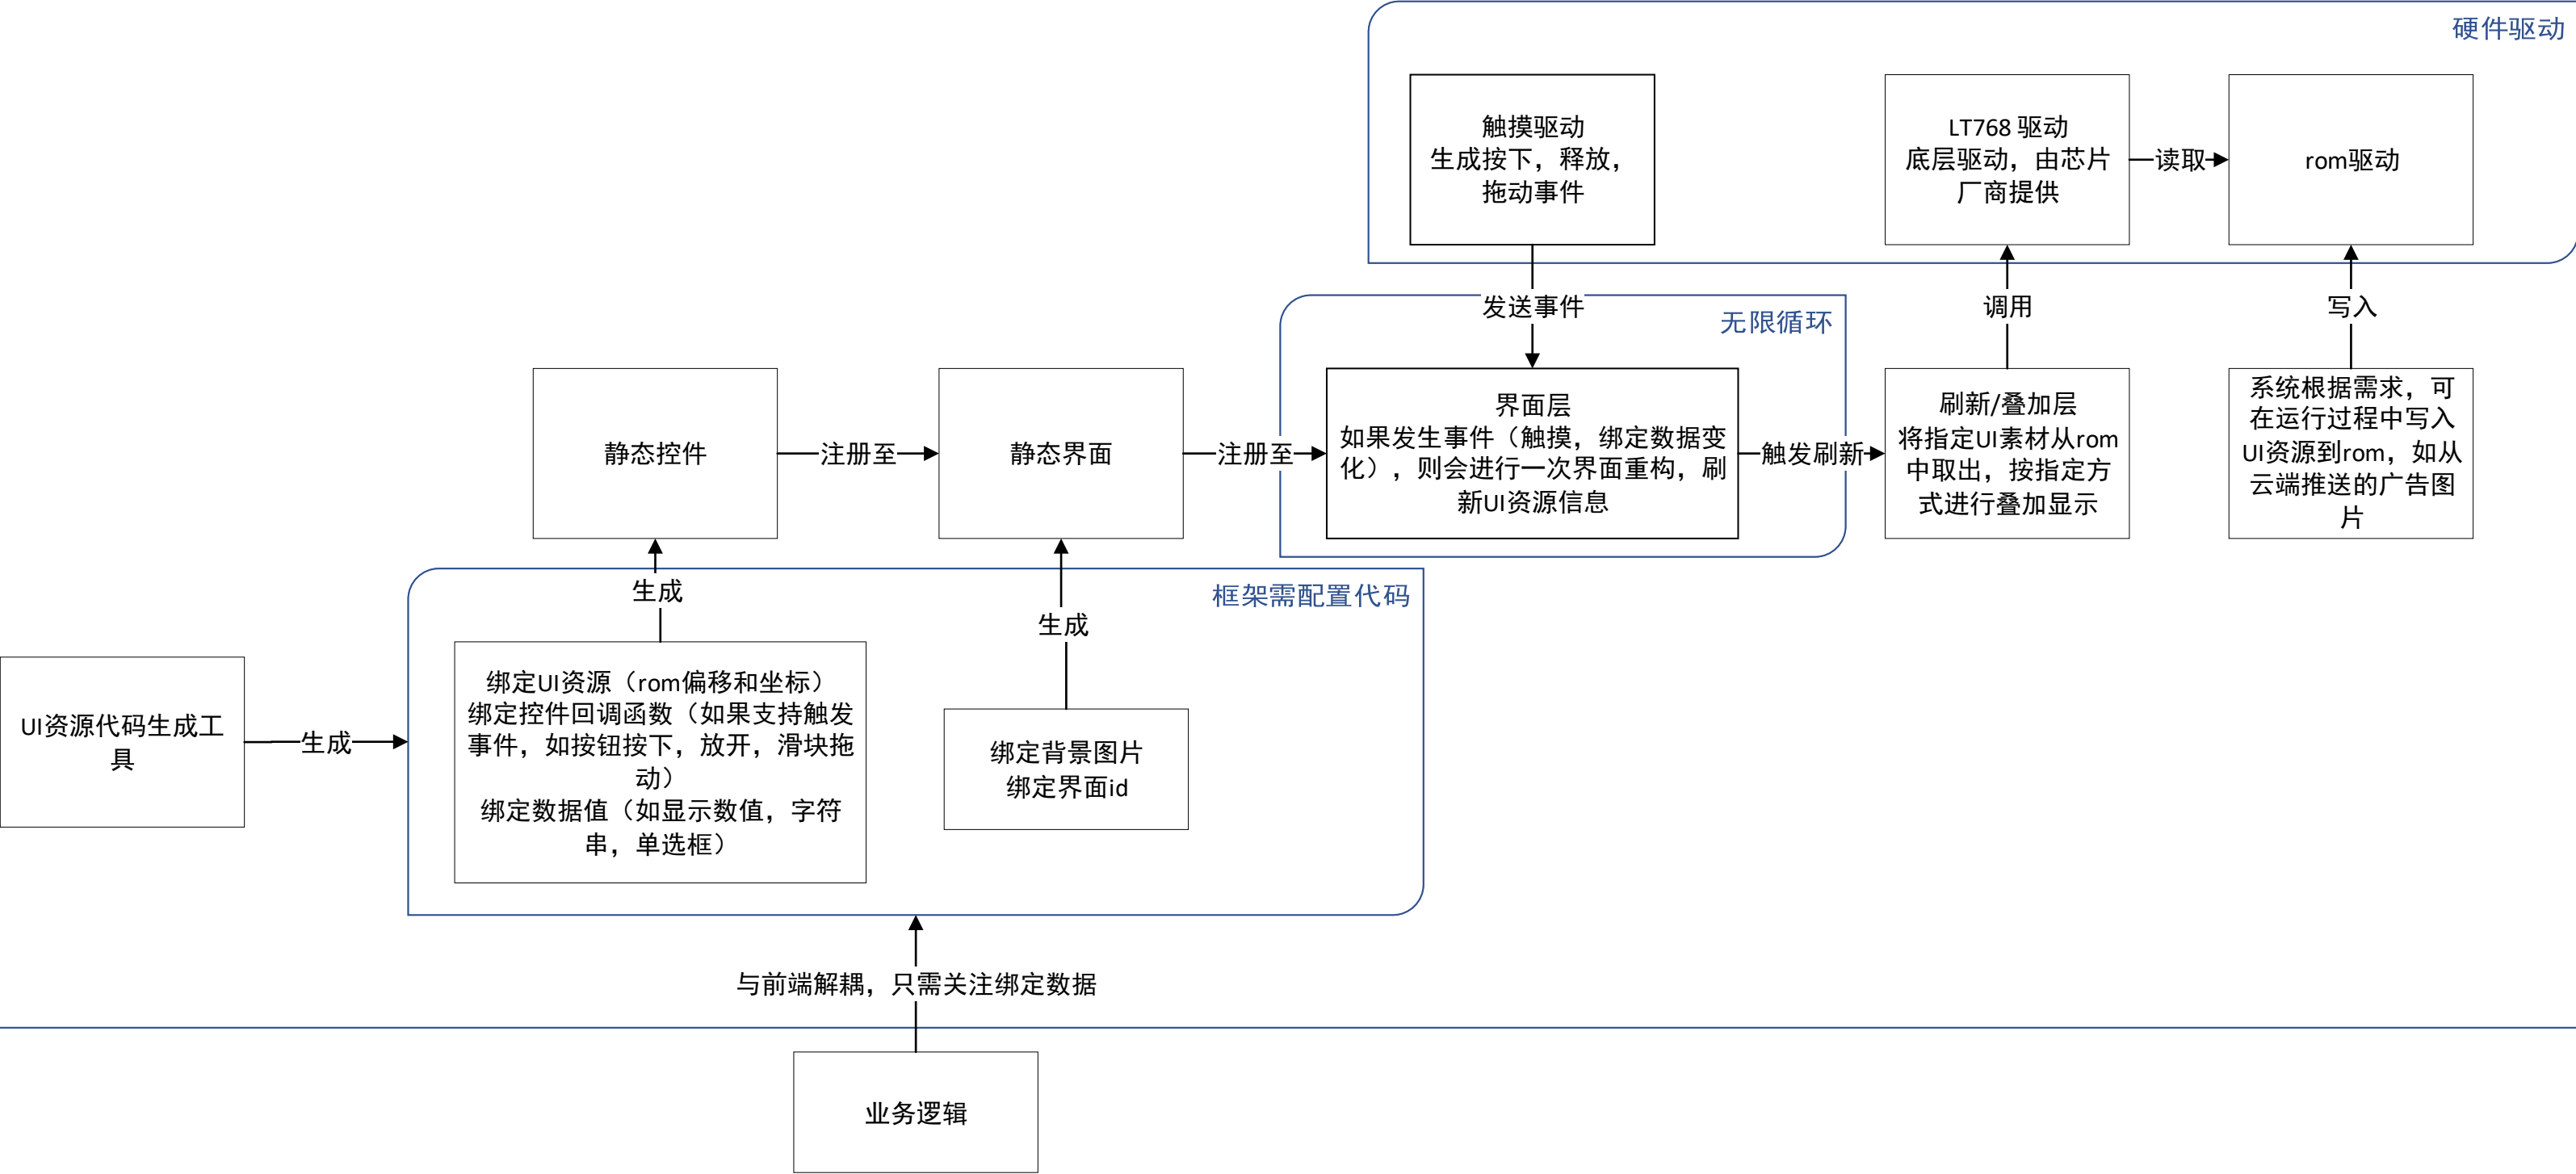 硬件驱动
触摸驱动
生成按下，释放，
拖动事件
LT768 驱动
底层驱动，由芯片
厂商提供
读取
rom驱动
发送事件
调用
写入
无限循环
静态控件
注册至
静态界面
注册至
界面层
如果发生事件（触摸，绑定数据变
化），则会进行一次界面重构，刷
新UI资源信息
触发刷新
刷新/叠加层
将指定UI素材从rom
中取出，按指定方
式进行叠加显示
系统根据需求，可
在运行过程中写入
UI资源到rom，如从
云端推送的广告图
片
生成
生成
框架需配置代码
UI资源代码生成工
具
生成
绑定UI资源（rom偏移和坐标）
绑定控件回调函数（如果支持触发
事件，如按钮按下，放开，滑块拖
动）
绑定数据值（如显示数值，字符
串，单选框）
绑定背景图片
绑定界面id
与前端解耦，只需关注绑定数据
业务逻辑